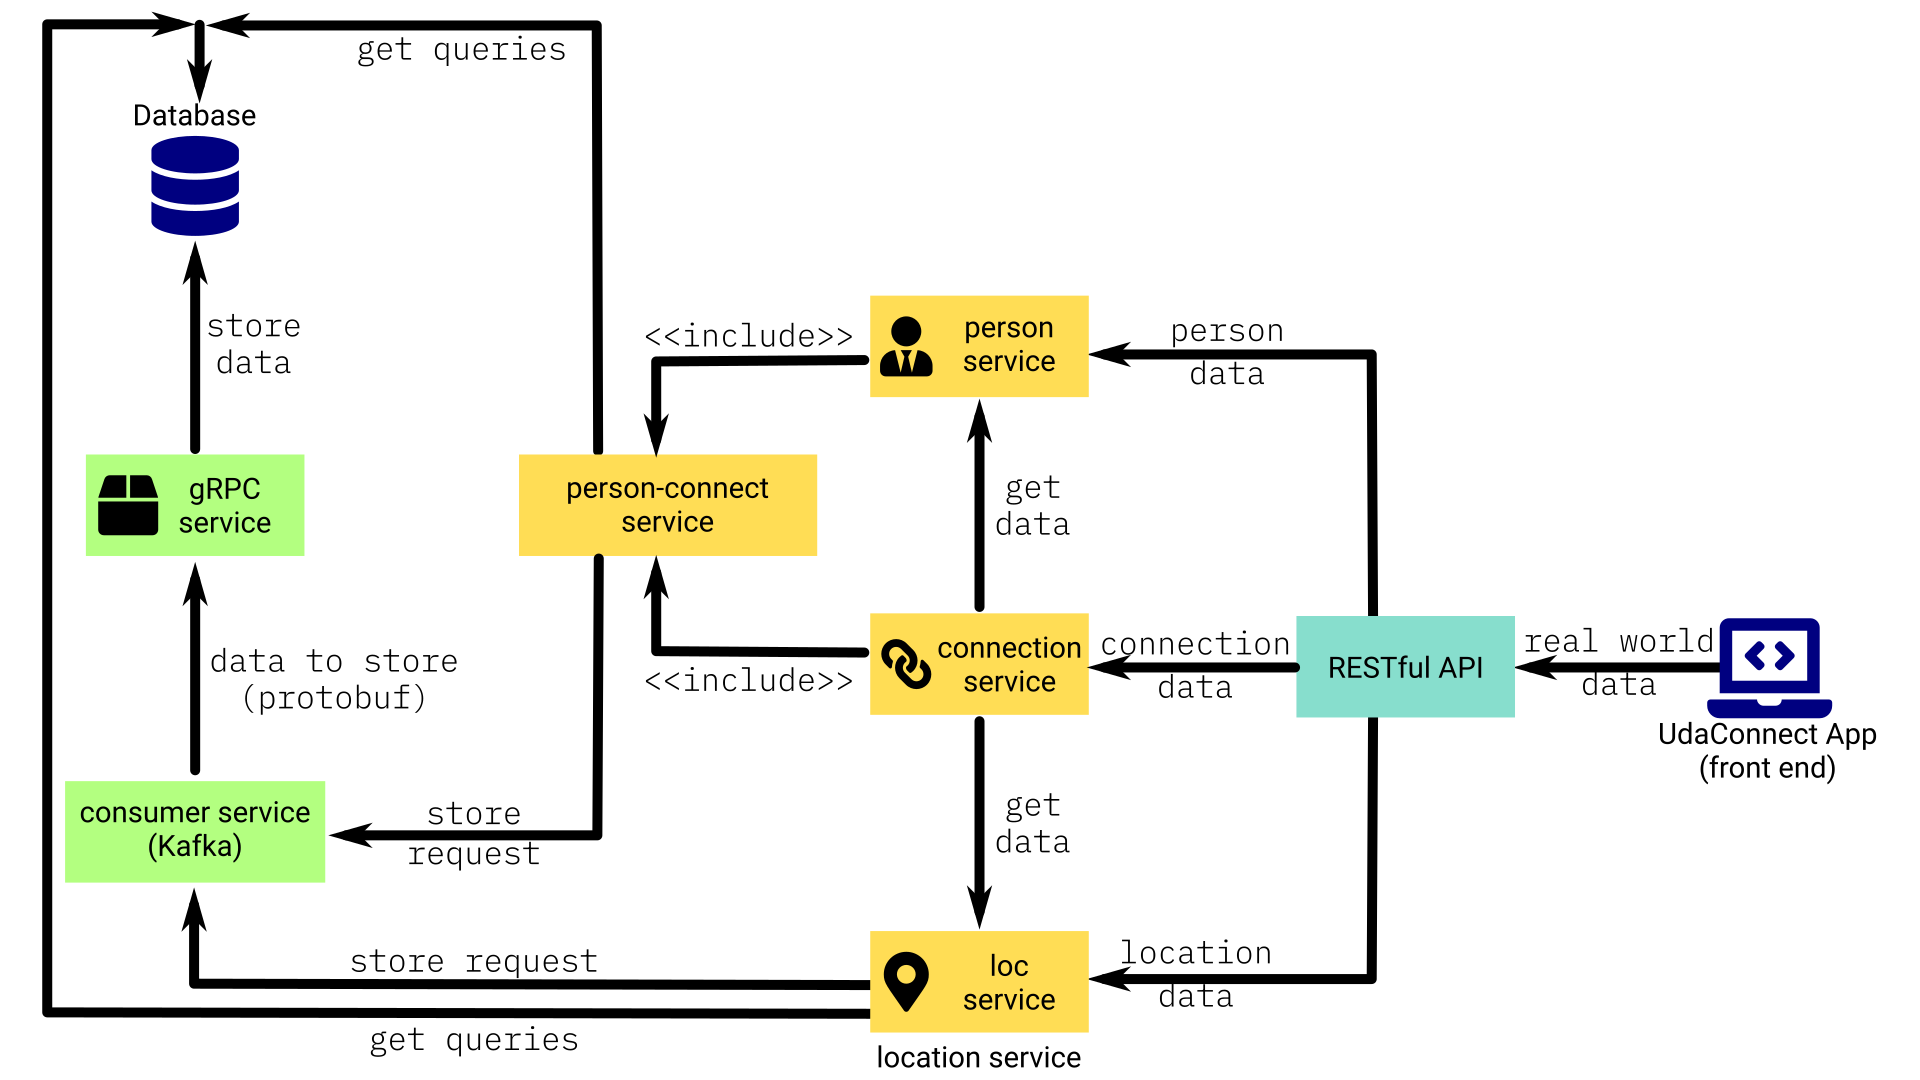 get queries
Database
store
data
<<include>>
person
service
person
data
gRPC
service
person-connect
service
get
data
data to store
(protobuf)
<<include>>
connection
service
connection
data
RESTful API
real world
data
UdaConnect App
(front end)
consumer service
(Kafka)
store
request
get
data
store request
loc
service
location
data
get queries
location service